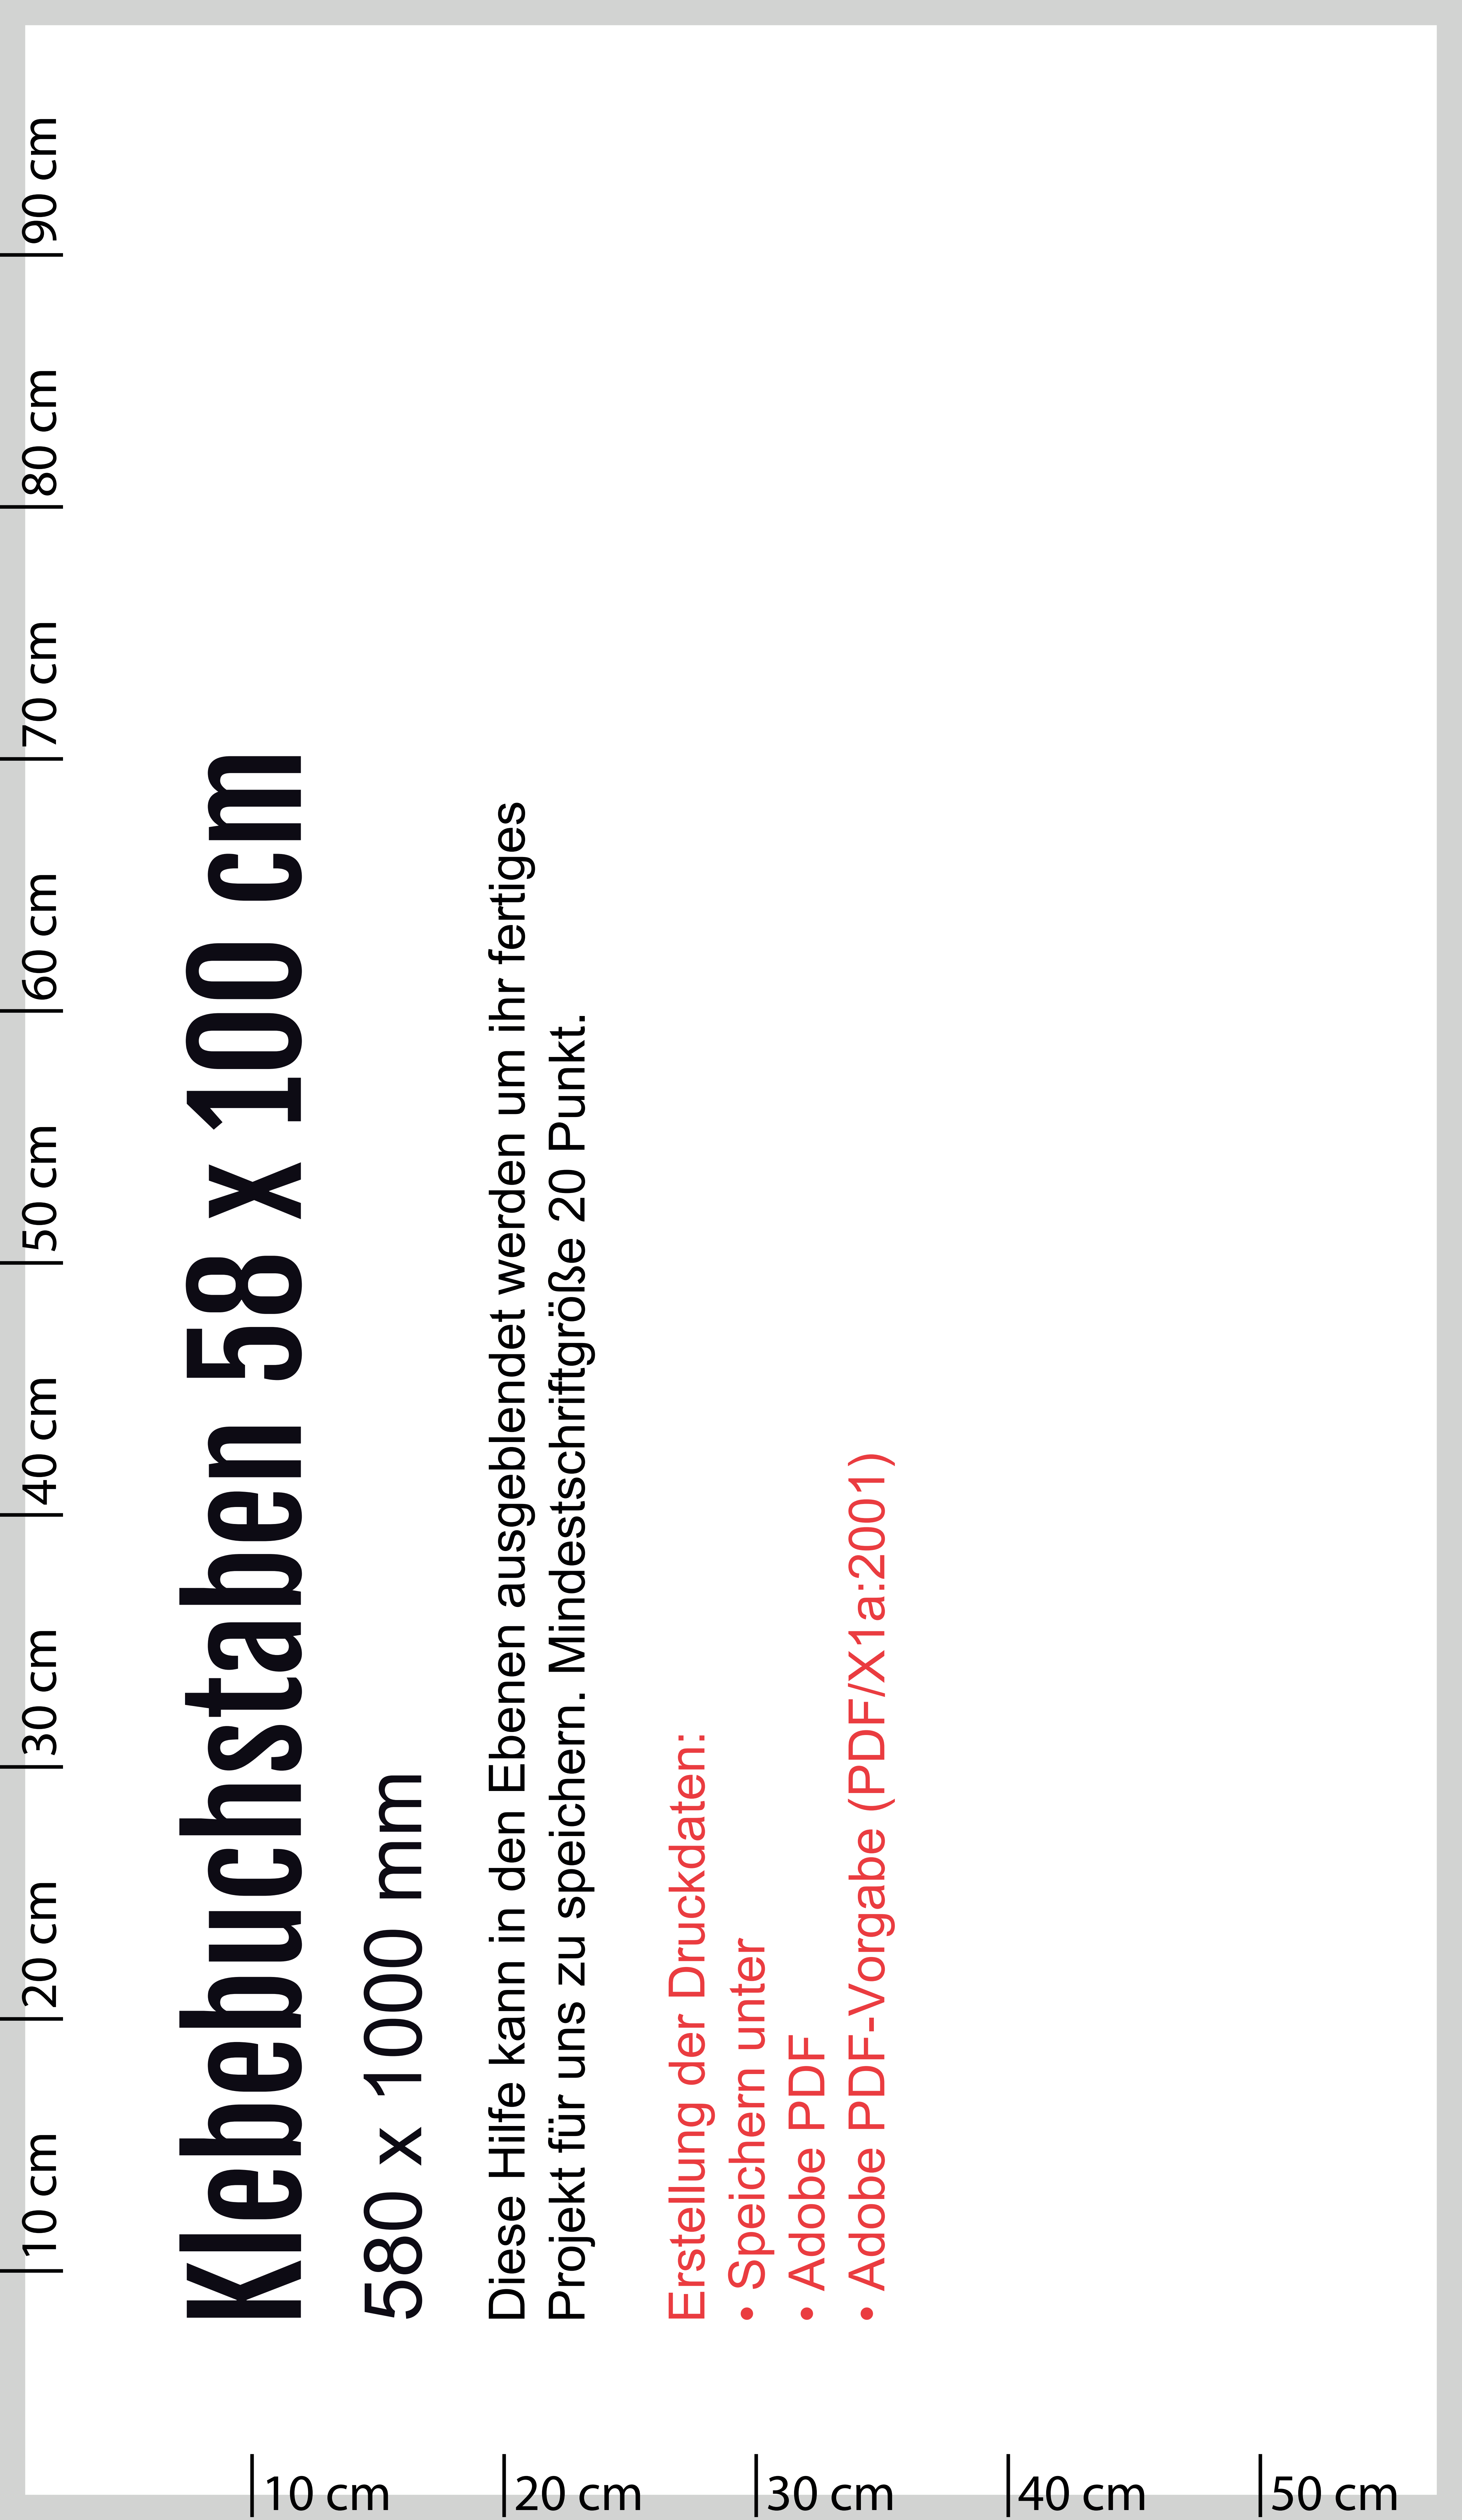 Klebebuchstaben 58 x 100 cm
580 x 1000 mm
Diese Hilfe kann in den Ebenen ausgeblendet werden um ihr fertiges
Projekt für uns zu speichern. Mindestschriftgröße 20 Punkt.
Erstellung der Druckdaten:
• Speichern unter
• Adobe PDF
• Adobe PDF-Vorgabe (PDF/X1a:2001)
10 cm
20 cm
30 cm
40 cm
50 cm
60 cm
70 cm
80 cm
90 cm
10 cm
20 cm
30 cm
40 cm
50 cm